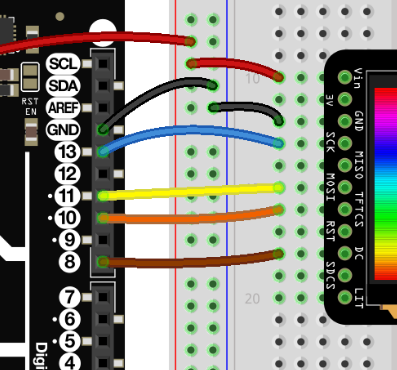 SCL
SDA
AREF
GND
13
12
·11
·10
·9
8
7
·6
·5
4
RST
EN
Digi
10
20
Vin
3V
GND
SCK
MISO
MOSI
TFTCS
RST
DC
SDCS
LIT